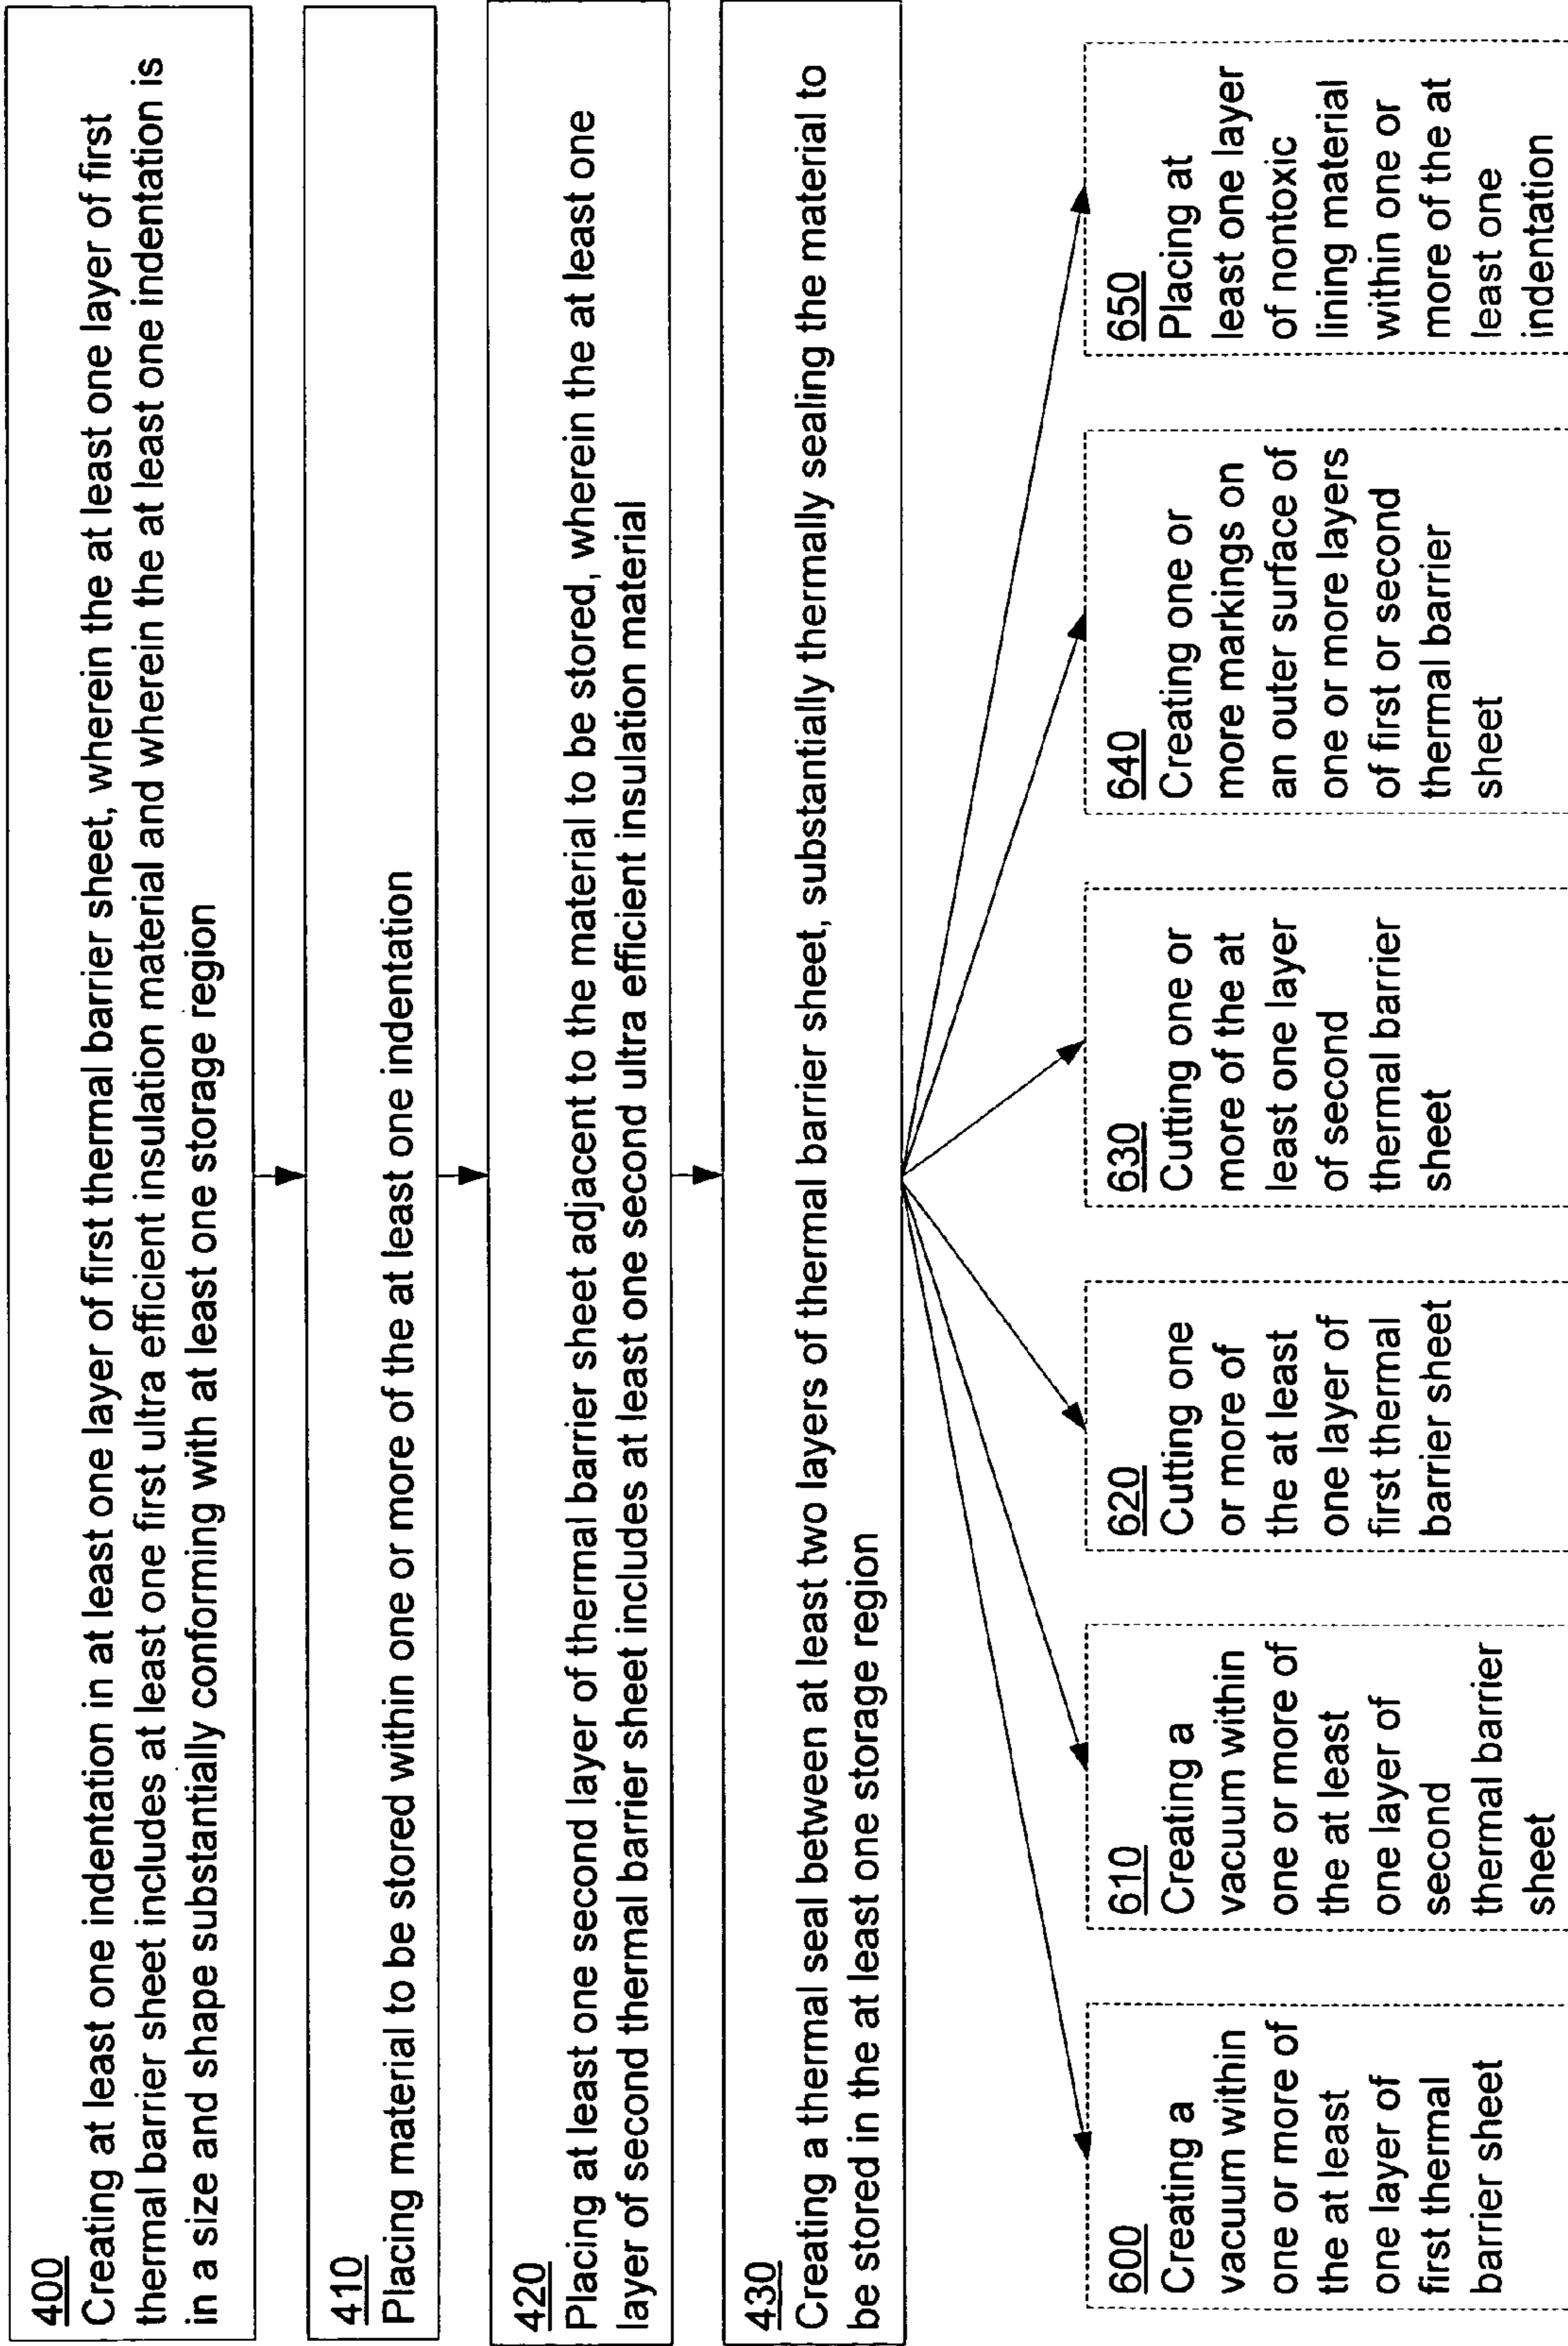 400
Creating at least one indentation in at least one layer of first thermal barrier sheet, wherein the at least one layer of first
thermal barrier sheet includes at least one first ultra efficient insulation material and wherein the at least one indentation is
in a size and shape substantially conforming with at least one storage region
410
Placing material to be stored within one or more of the at least one indentation
420
Placing at least one second layer of thermal barrier sheet adjacent to the material to be stored, wherein the at least one
layer of second thermal barrier sheet includes at least one second ultra efficient insulation material
430
Creating a thermal seal between at least two layers of thermal barrier sheet, substantially thermally sealing the material to
be stored in the at least one storage region
600
Creating a
vacuum within
one or more of
the at least
one layer of
first thermal
barrier sheet
610
Creating a
vacuum within
one or more of
the at least
one layer of
second
thermal barrier
sheet
620
Cutting one
or more of
the at least
one layer of
first thermal
barrier sheet
630
Cutting one or
more of the at
least one layer
of second
thermal barrier
sheet
640
Creating one or
more markings on
an outer surface of
one or more layers
of first or second
thermal barrier
sheet
650
Placing at
least one layer
of nontoxic
lining material
within one or
more of the at
least one
indentation